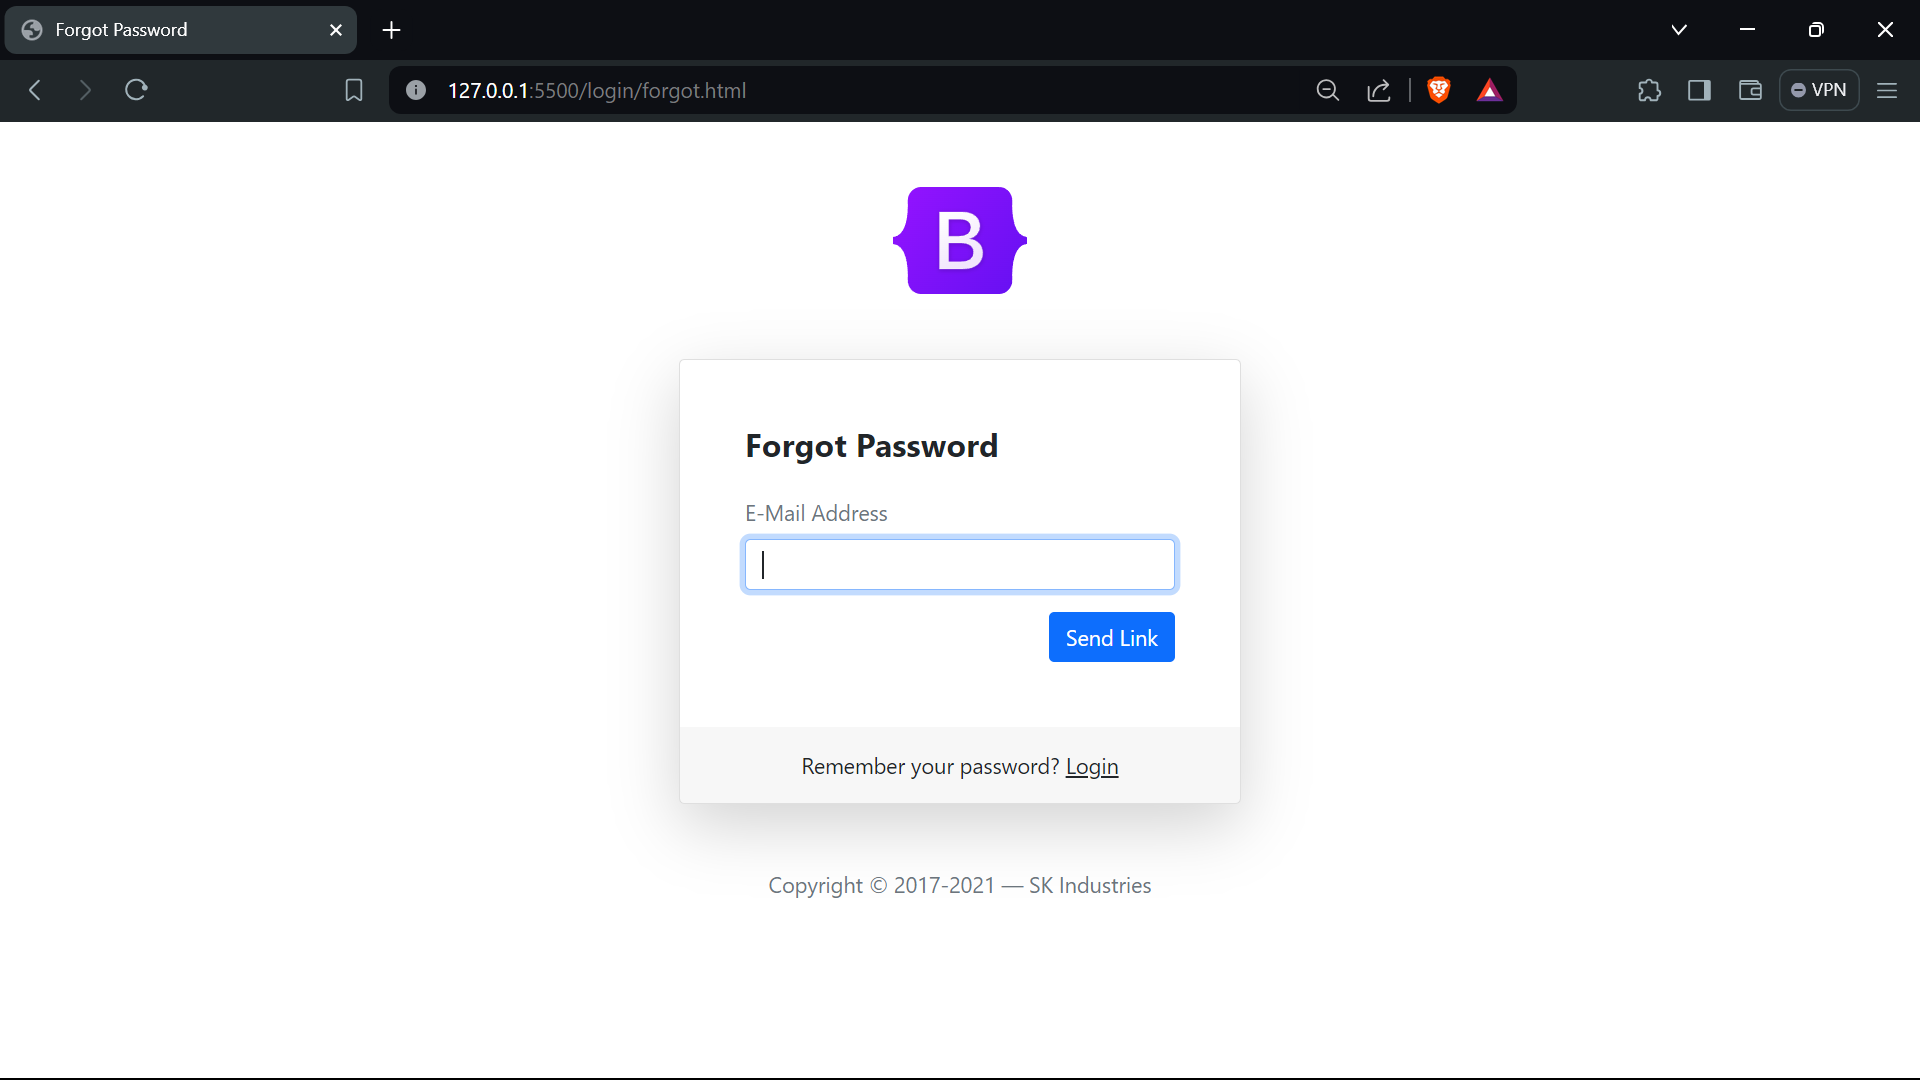 Forgot Password
127.0.0.1:5500/login/forgot.html
VPN
B
Forgot Password
E-Mail Address
Send Link
Remember your password? Login
Copyright © 2017-2021 — SK Industries